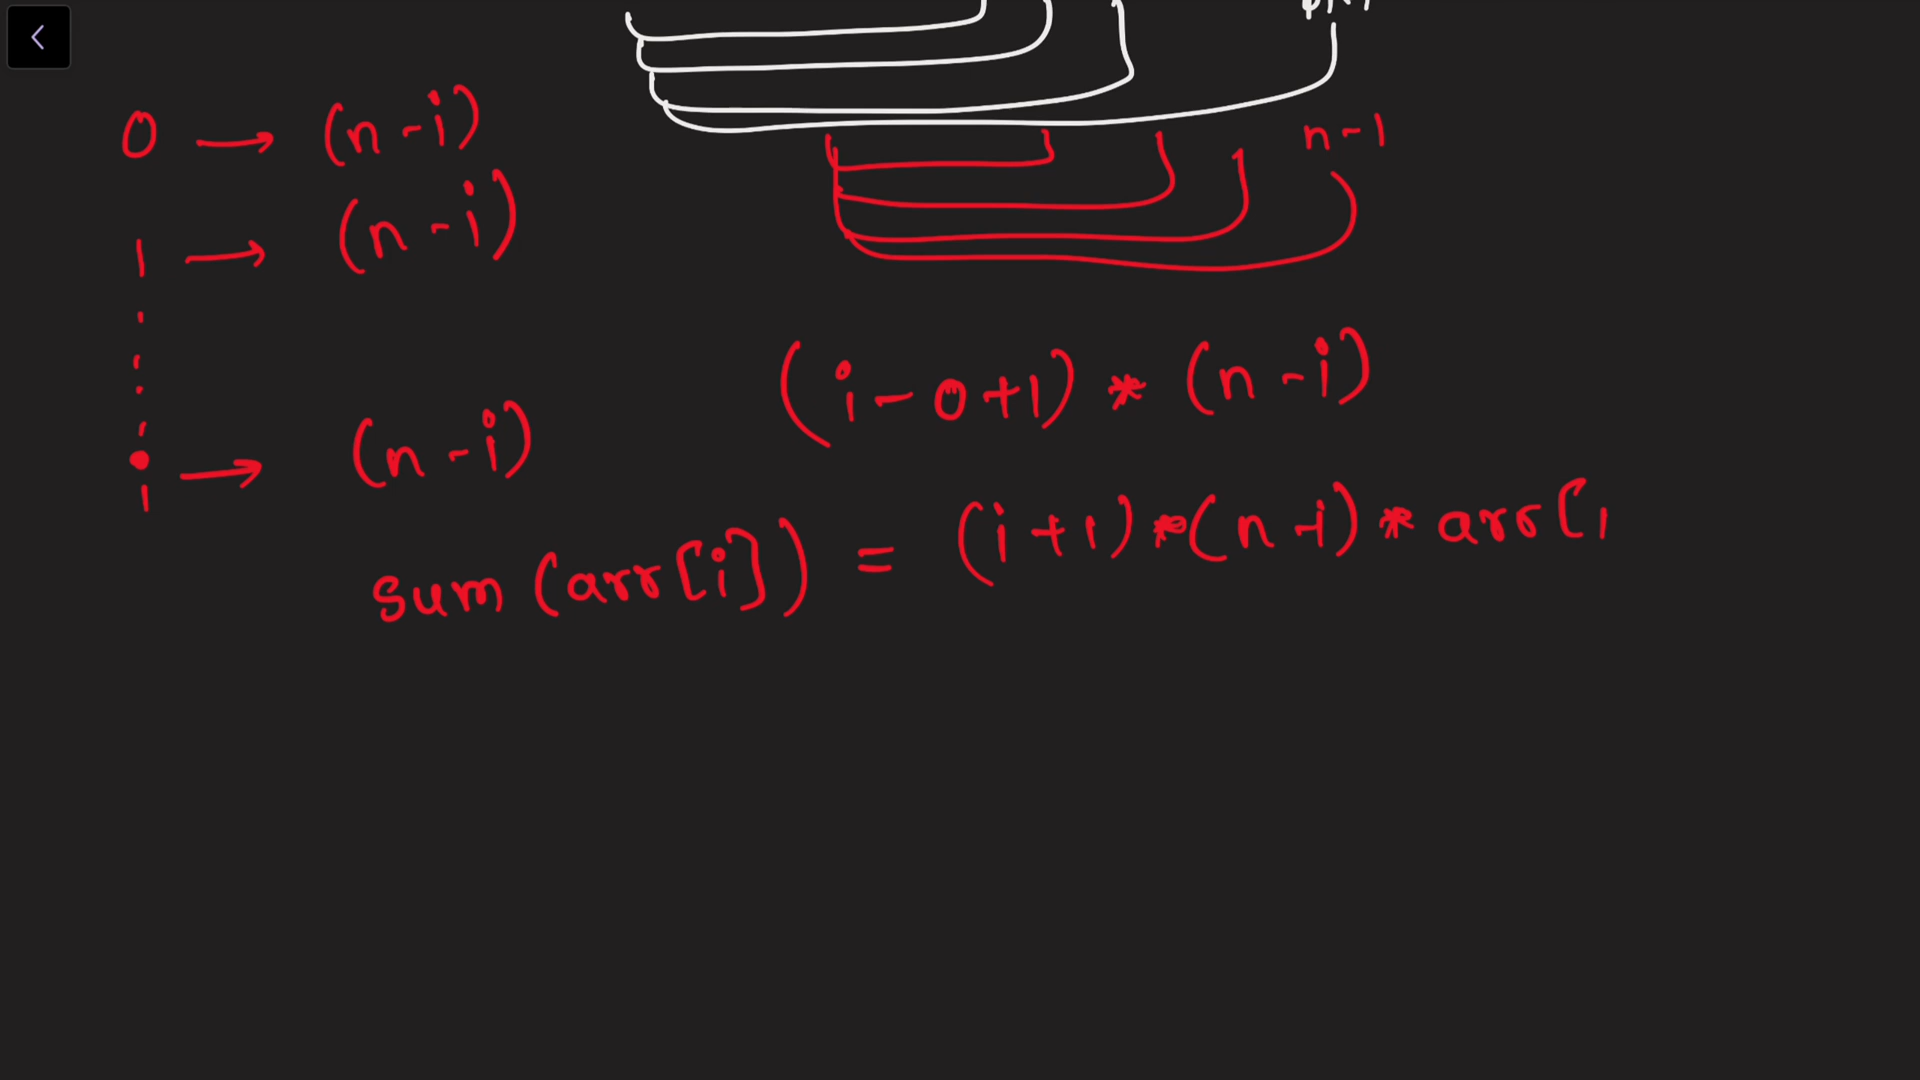 n-1
0 → (n-i)
1 → (n-i)
(i-0+1) * (n-i)
i → (n-i)
sum(arr[i]) = (i+1)*(n-i)*arr[